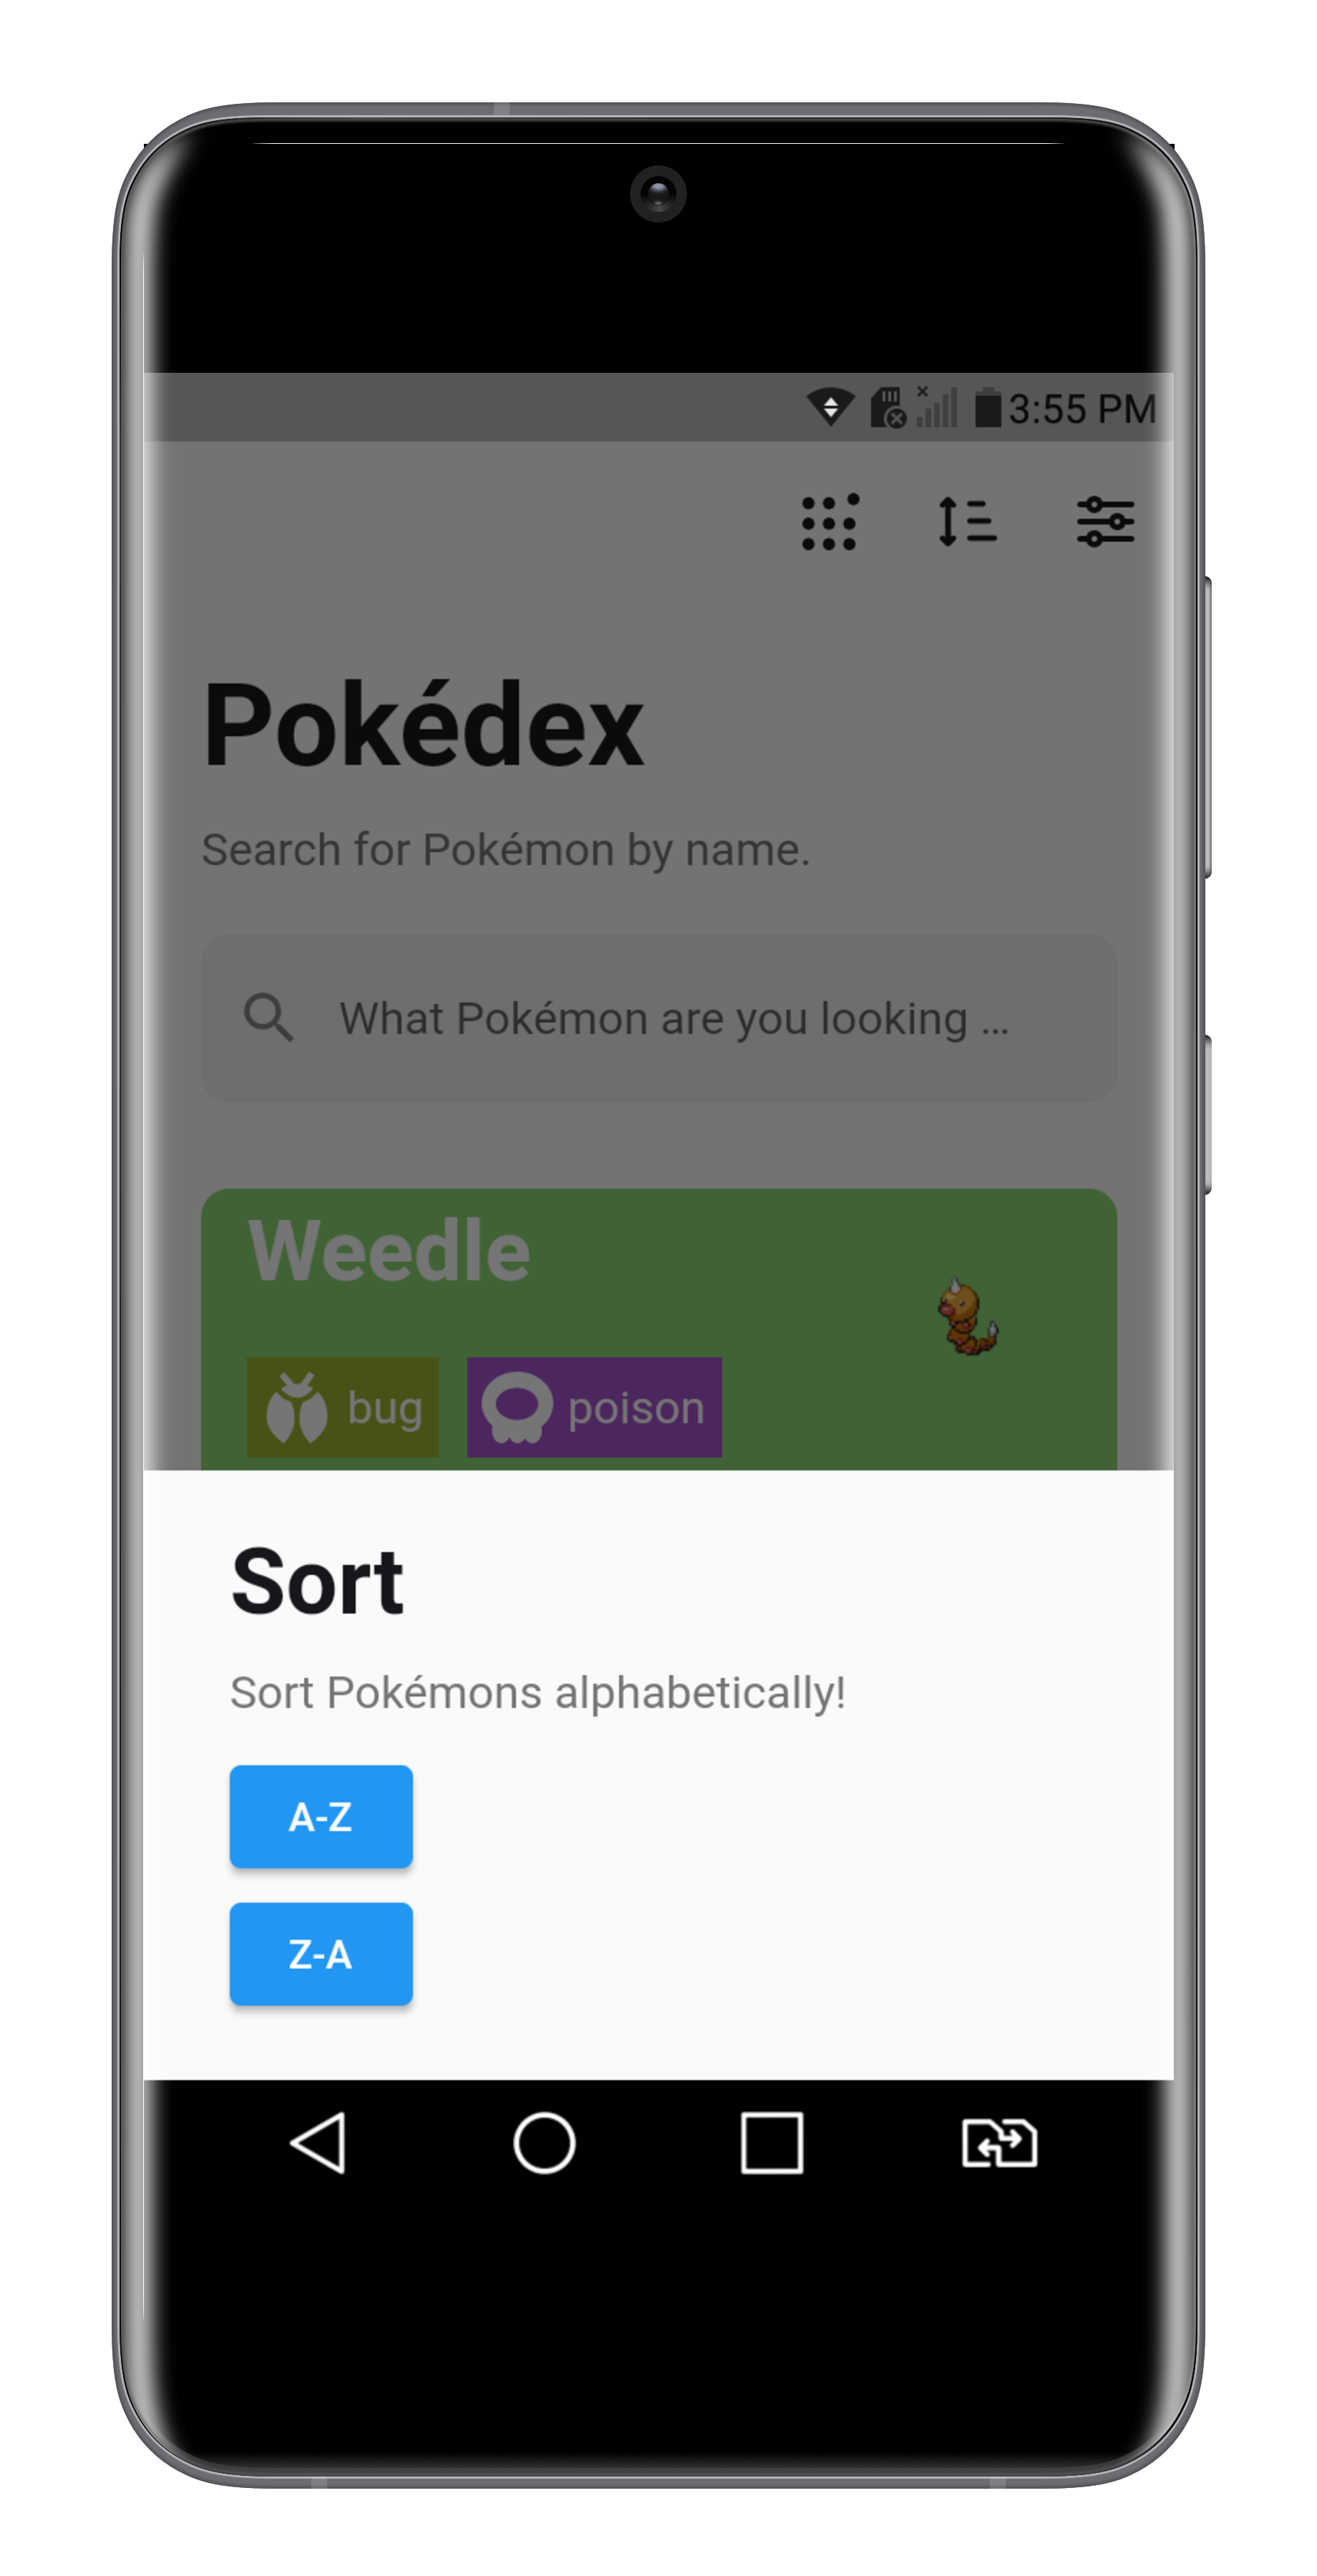 3:55 PM
Pokédex
Search for Pokémon by name.
What Pokémon are you looking ...
Weedle
bug poison
Sort
Sort Pokémons alphabetically!
A-Z
Z-A